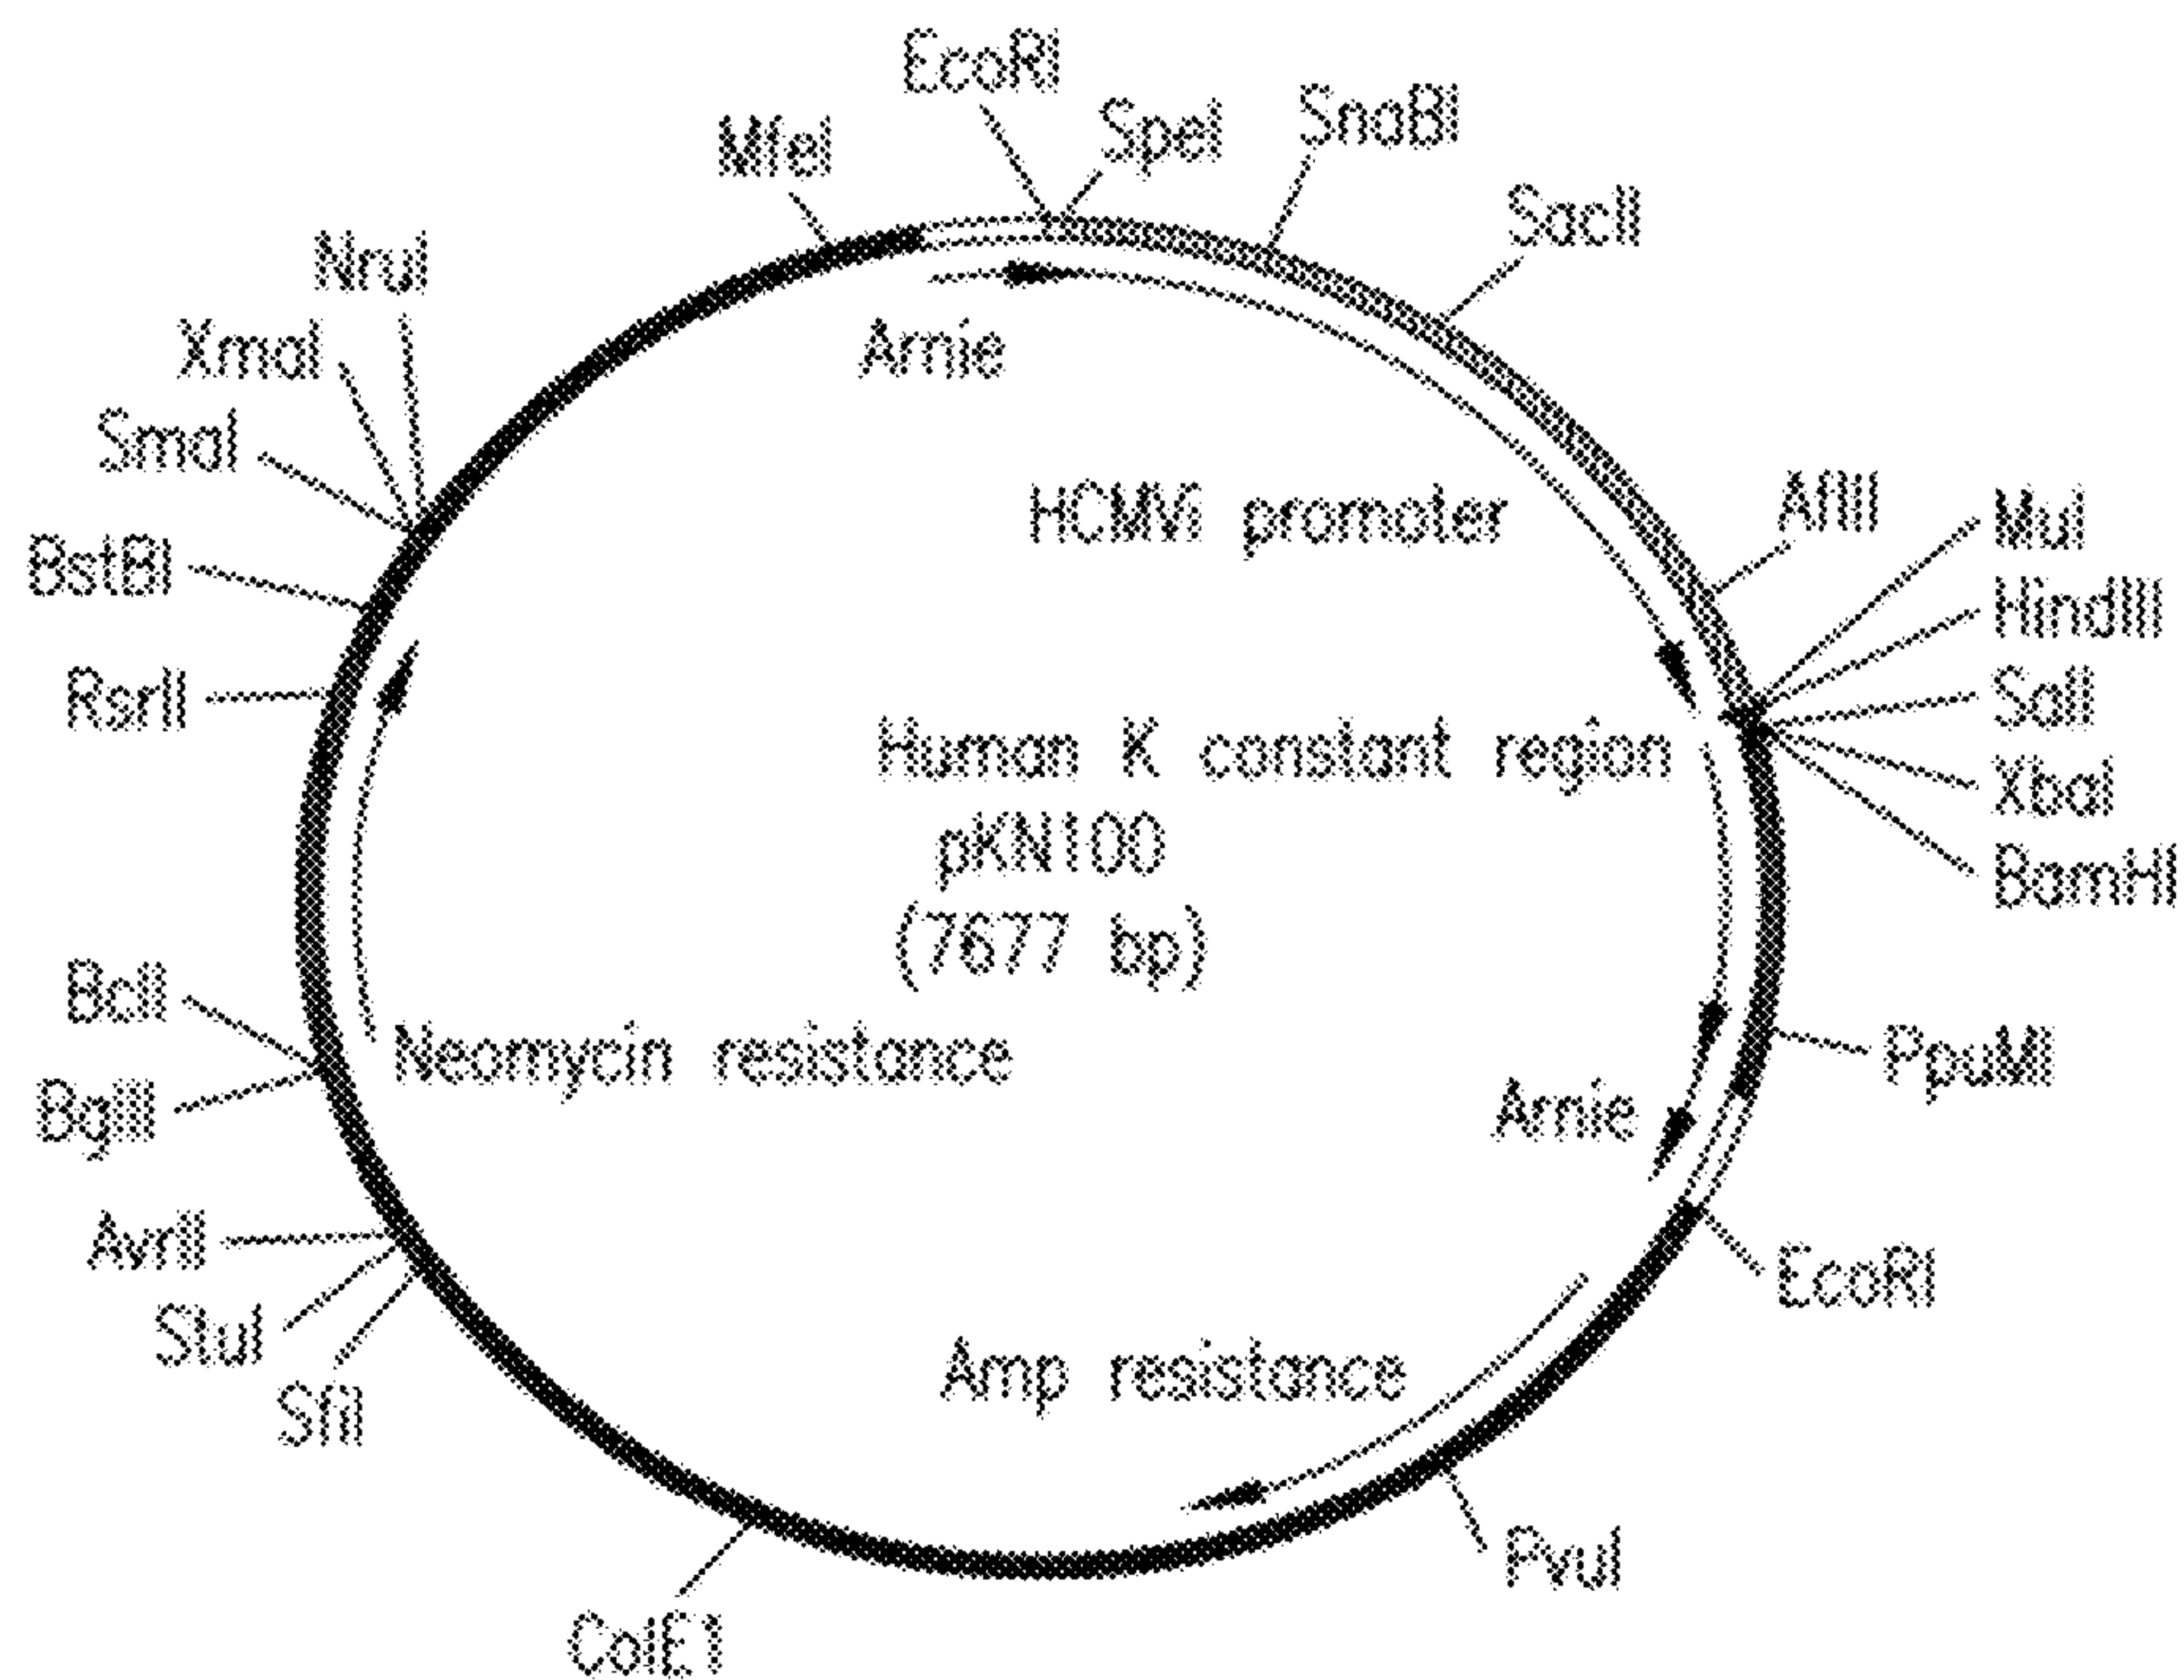 EcoRI
SpeI
SnaBI
MfeI
SacII
NruI
XmaI
SmaI
Arnie
BstBI
HCMVi promoter
AflII
MluI
HindIII
RsrII
SalI
Human K constant region
XbaI
pKN100
BamHI
(7677 bp)
BclI
Neomycin resistance
PpuMI
BglII
Arnie
AvrII
EcoRI
StuI
Amp resistance
SfiI
PvuI
ColE1